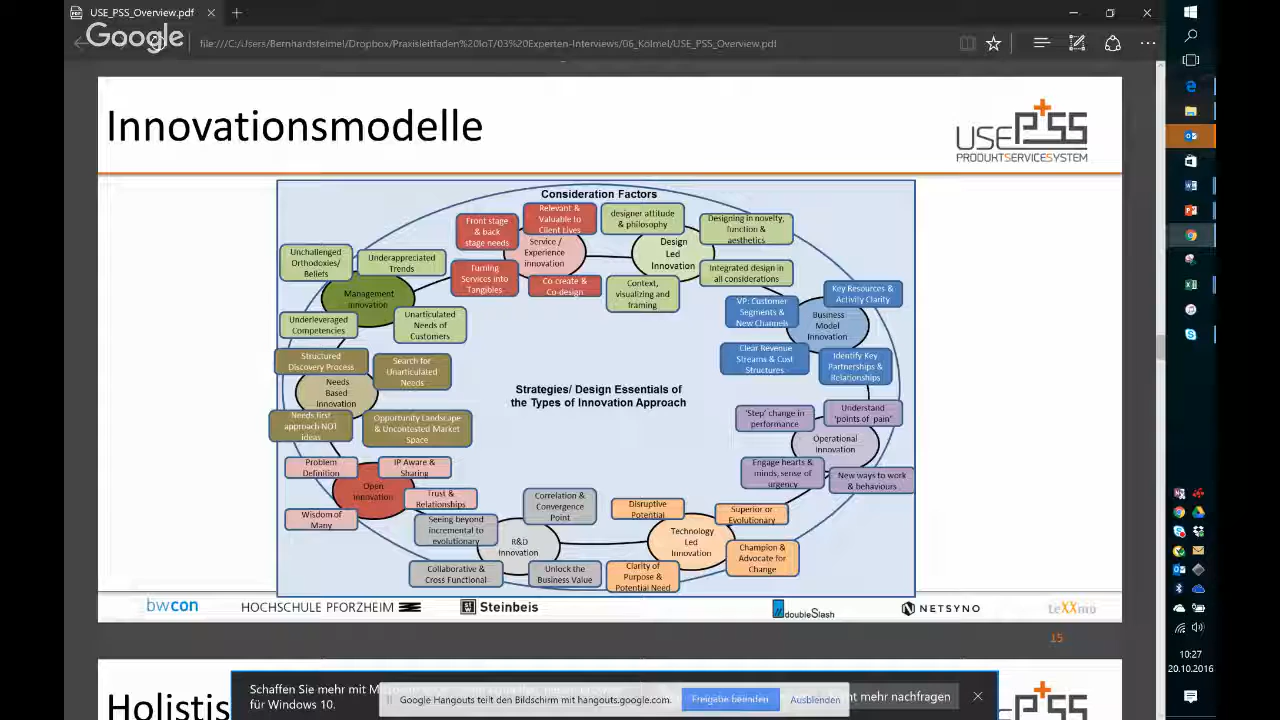 USE_PSS_Overview.pdf
Google
file:///C:/Users/Bernhardsteimel/Dropbox/Praxisleitfaden%20IoT/03%20Experten-Interviews/06_Kölmel/USE_PSS_Overview.pdf
Innovationsmodelle
USE PSS
PRODUKTSERVICESYSTEM
Consideration Factors
Front stage
& back
stage needs
Relevant &
Valuable to
Client Lives
Service /
Experience
innovation
Turning
Services into
Tangibles
Co create &
Co-design
designer attitude
& philosophy
Designing in novelty,
function &
aesthetics
Design
Led
Innovation
Context,
visualizing and
framing
Integrated design in
all considerations
Unchallenged
Orthodoxies/
Beliefs
Underappreciated
Trends
Management
Innovation
Underleveraged
Competencies
Unarticulated
Needs of
Customers
Key Resources &
Activity Clarity
VP: Customer
Segments &
New Channels
Business
Model
Innovation
Clear Revenue
Streams & Cost
Structures
Identify Key
Partnerships &
Relationships
Structured
Discovery Process
Search for
Unarticulated
Needs
Needs
Based
Innovation
Needs first
approach NOT
ideas
Opportunity Landscape
& Uncontested Market
Space
Strategies/ Design Essentials of
the Types of Innovation Approach
'Step' change in
performance
Understand
'points of pain"
Operational
Innovation
Engage hearts &
minds, sense of
urgency
New ways to work
& behaviours
Problem
Definition
IP Aware &
Sharing
Open
Innovation
Trust &
Relationships
Wisdom of
Many
Correlation &
Convergence
Point
Seeing beyond
incremental to
evolutionary
R&D
Innovation
Collaborative &
Cross Functional
Unlock the
Business Value
Disruptive
Potential
Superior or
Evolutionary
Technology
Led
Innovation
Clarity of
Purpose &
Potential Need
Champion &
Advocate for
Change
bwcon
HOCHSCHULE PFORZHEIM
Steinbeis
doubleSlash
NETSYNO
teXXmo
15
Holistis
Schaffen Sie mehr mit M
für Windows 10.
Google Hangouts teilt den Bildschirm mit hangouts.google.com.
Freigabe beenden
Ausblenden
nt mehr nachfragen
10:27
20.10.2016